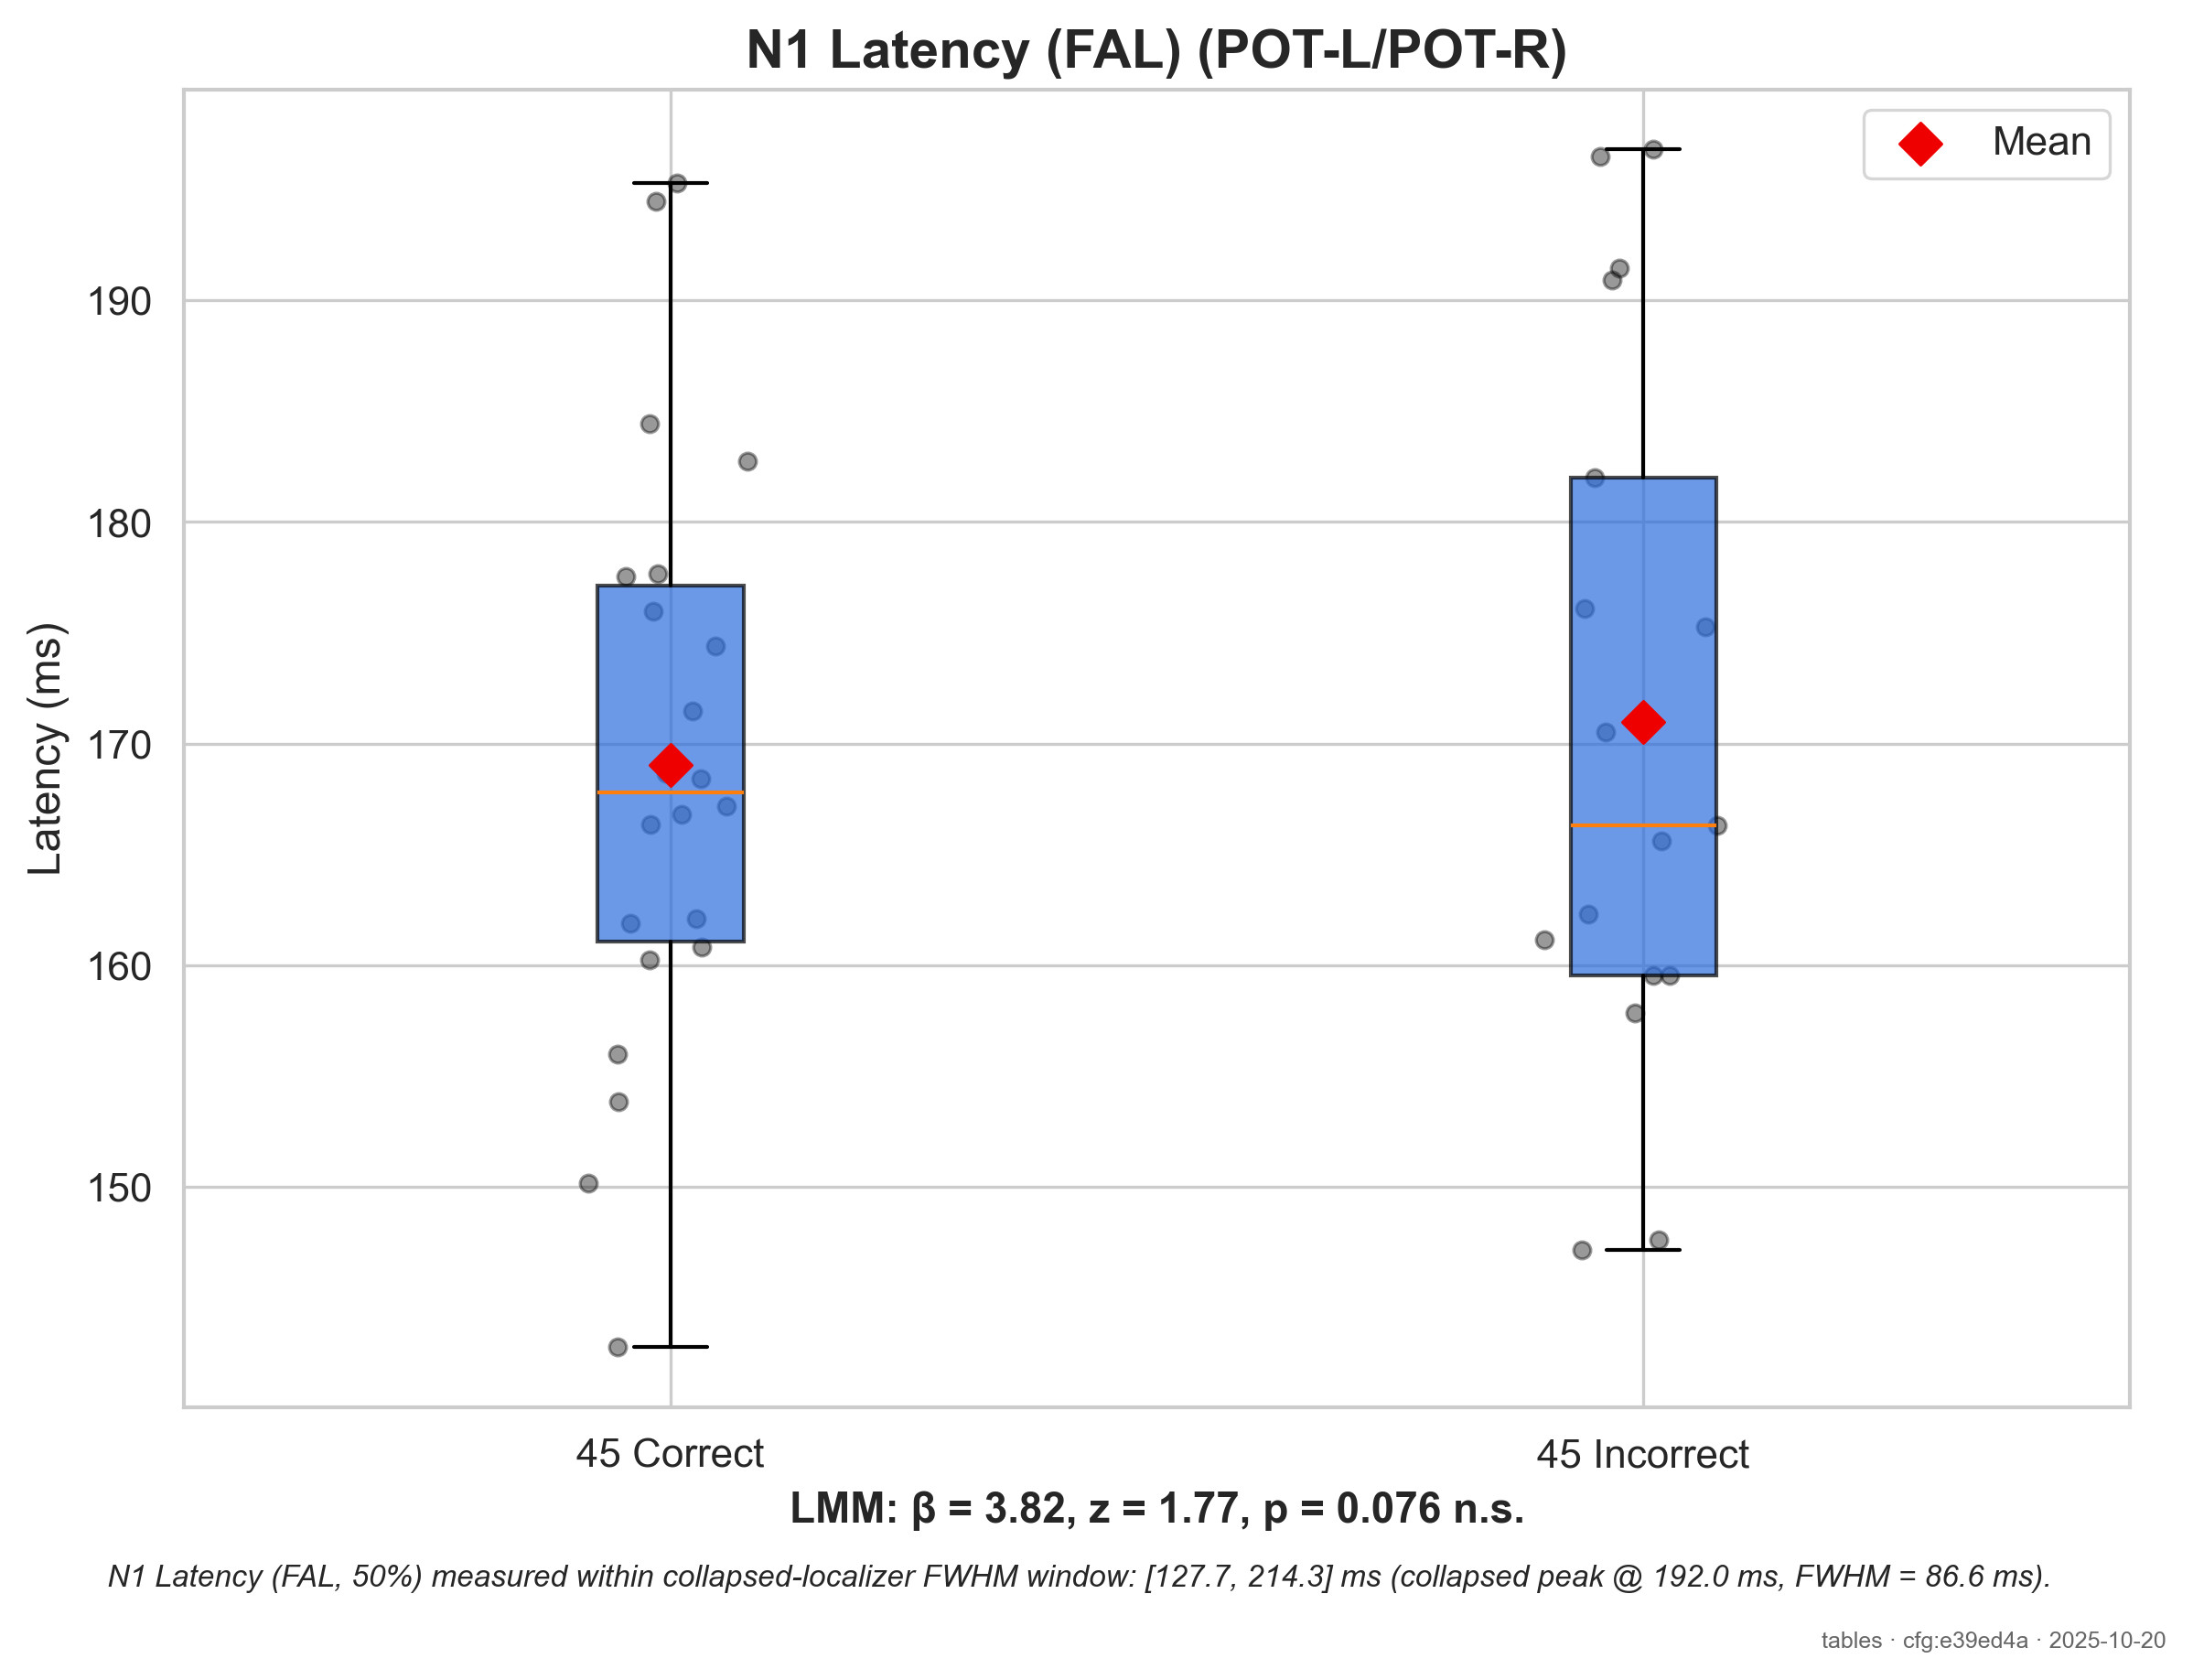 N1 Latency (FAL) (POT-L/POT-R)
Mean
Latency (ms)
190
180
170
160
150
45 Correct
45 Incorrect
LMM: β = 3.82, z = 1.77, p = 0.076 n.s.
N1 Latency (FAL, 50%) measured within collapsed-localizer FWHM window: [127.7, 214.3] ms (collapsed peak @ 192.0 ms, FWHM = 86.6 ms).
tables · cfg:e39ed4a · 2025-10-20